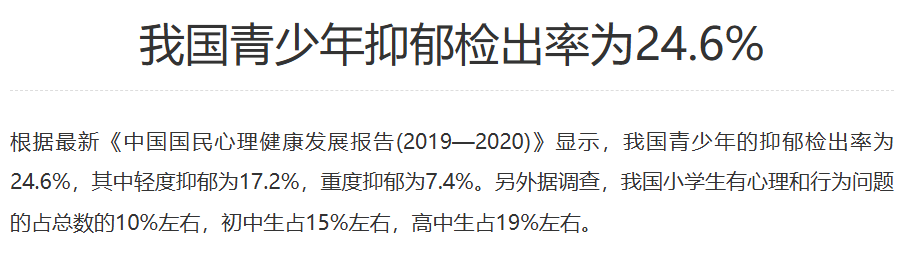 我国青少年抑郁检出率为24.6%
根据最新《中国国民心理健康发展报告(2019—2020)》显示，我国青少年的抑郁检出率为
24.6%，其中轻度抑郁为17.2%，重度抑郁为7.4%。另外据调查，我国小学生有心理和行为问题
的占总数的10%左右，初中生占15%左右，高中生占19%左右。